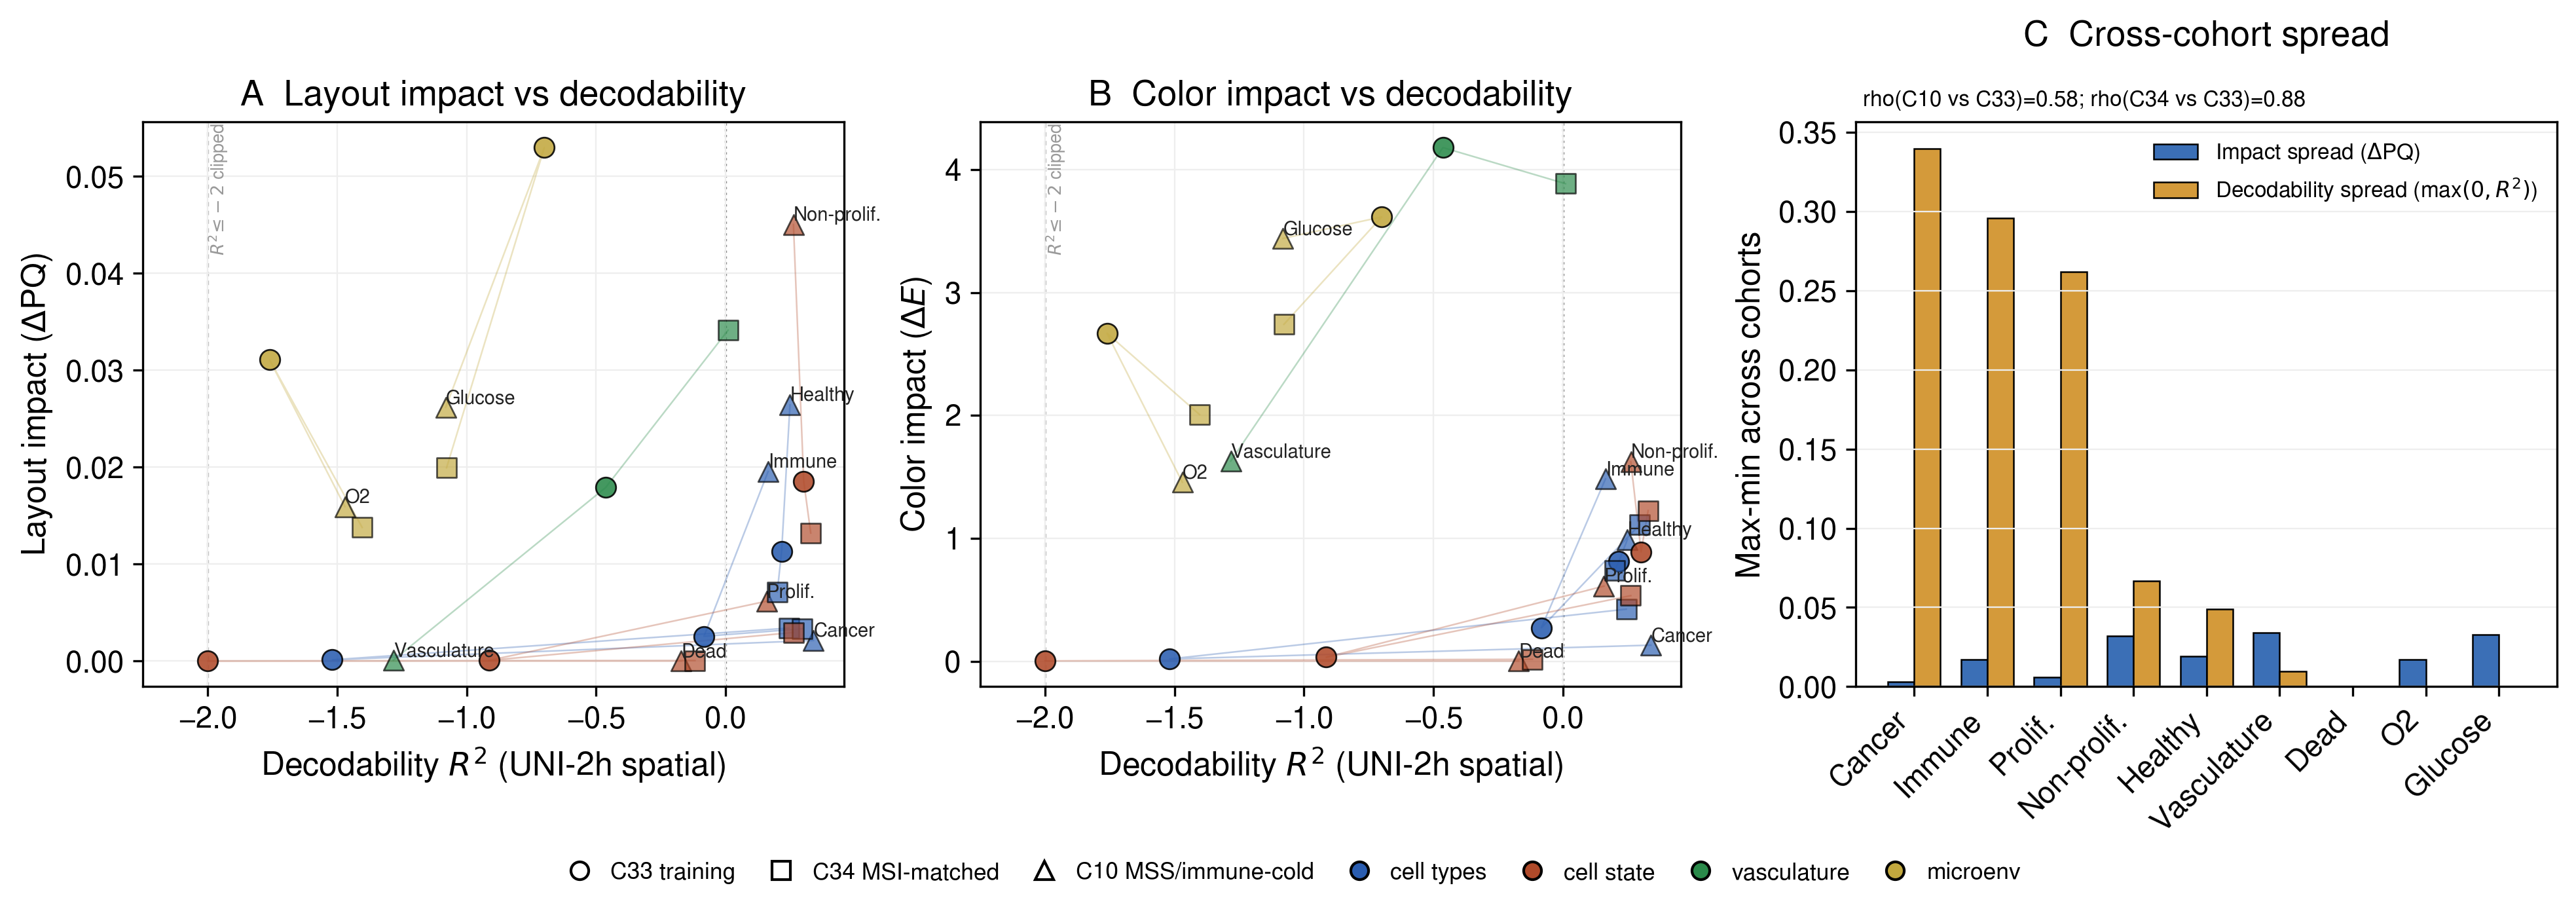 C Cross-cohort spread
A Layout impact vs decodability
B Color impact vs decodability
rho(C10 vs C33)=0.58; rho(C34 vs C33)=0.88
Layout impact (ΔPQ)
0.05
0.04
0.03
0.02
0.01
0.00
R² ≤ − 2 clipped
Non-prolif.
Healthy
Glucose
Immune
O2
Prolif.
Cancer
Vasculature
Dead
−2.0
−1.5
−1.0
−0.5
0.0
Decodability R² (UNI-2h spatial)
Color impact (ΔE)
4
3
2
1
0
R² ≤ − 2 clipped
Glucose
Vasculature
O2
Non-prolif.
Immune
Healthy
Prolif.
Cancer
Dead
−2.0
−1.5
−1.0
−0.5
0.0
Decodability R² (UNI-2h spatial)
Max-min across cohorts
0.35
0.30
0.25
0.20
0.15
0.10
0.05
0.00
Impact spread (ΔPQ)
Decodability spread (max(0, R²))
Cancer
Immune
Prolif.
Non-prolif.
Healthy
Vasculature
Dead
O2
Glucose
C33 training
C34 MSI-matched
C10 MSS/immune-cold
cell types
cell state
vasculature
microenv